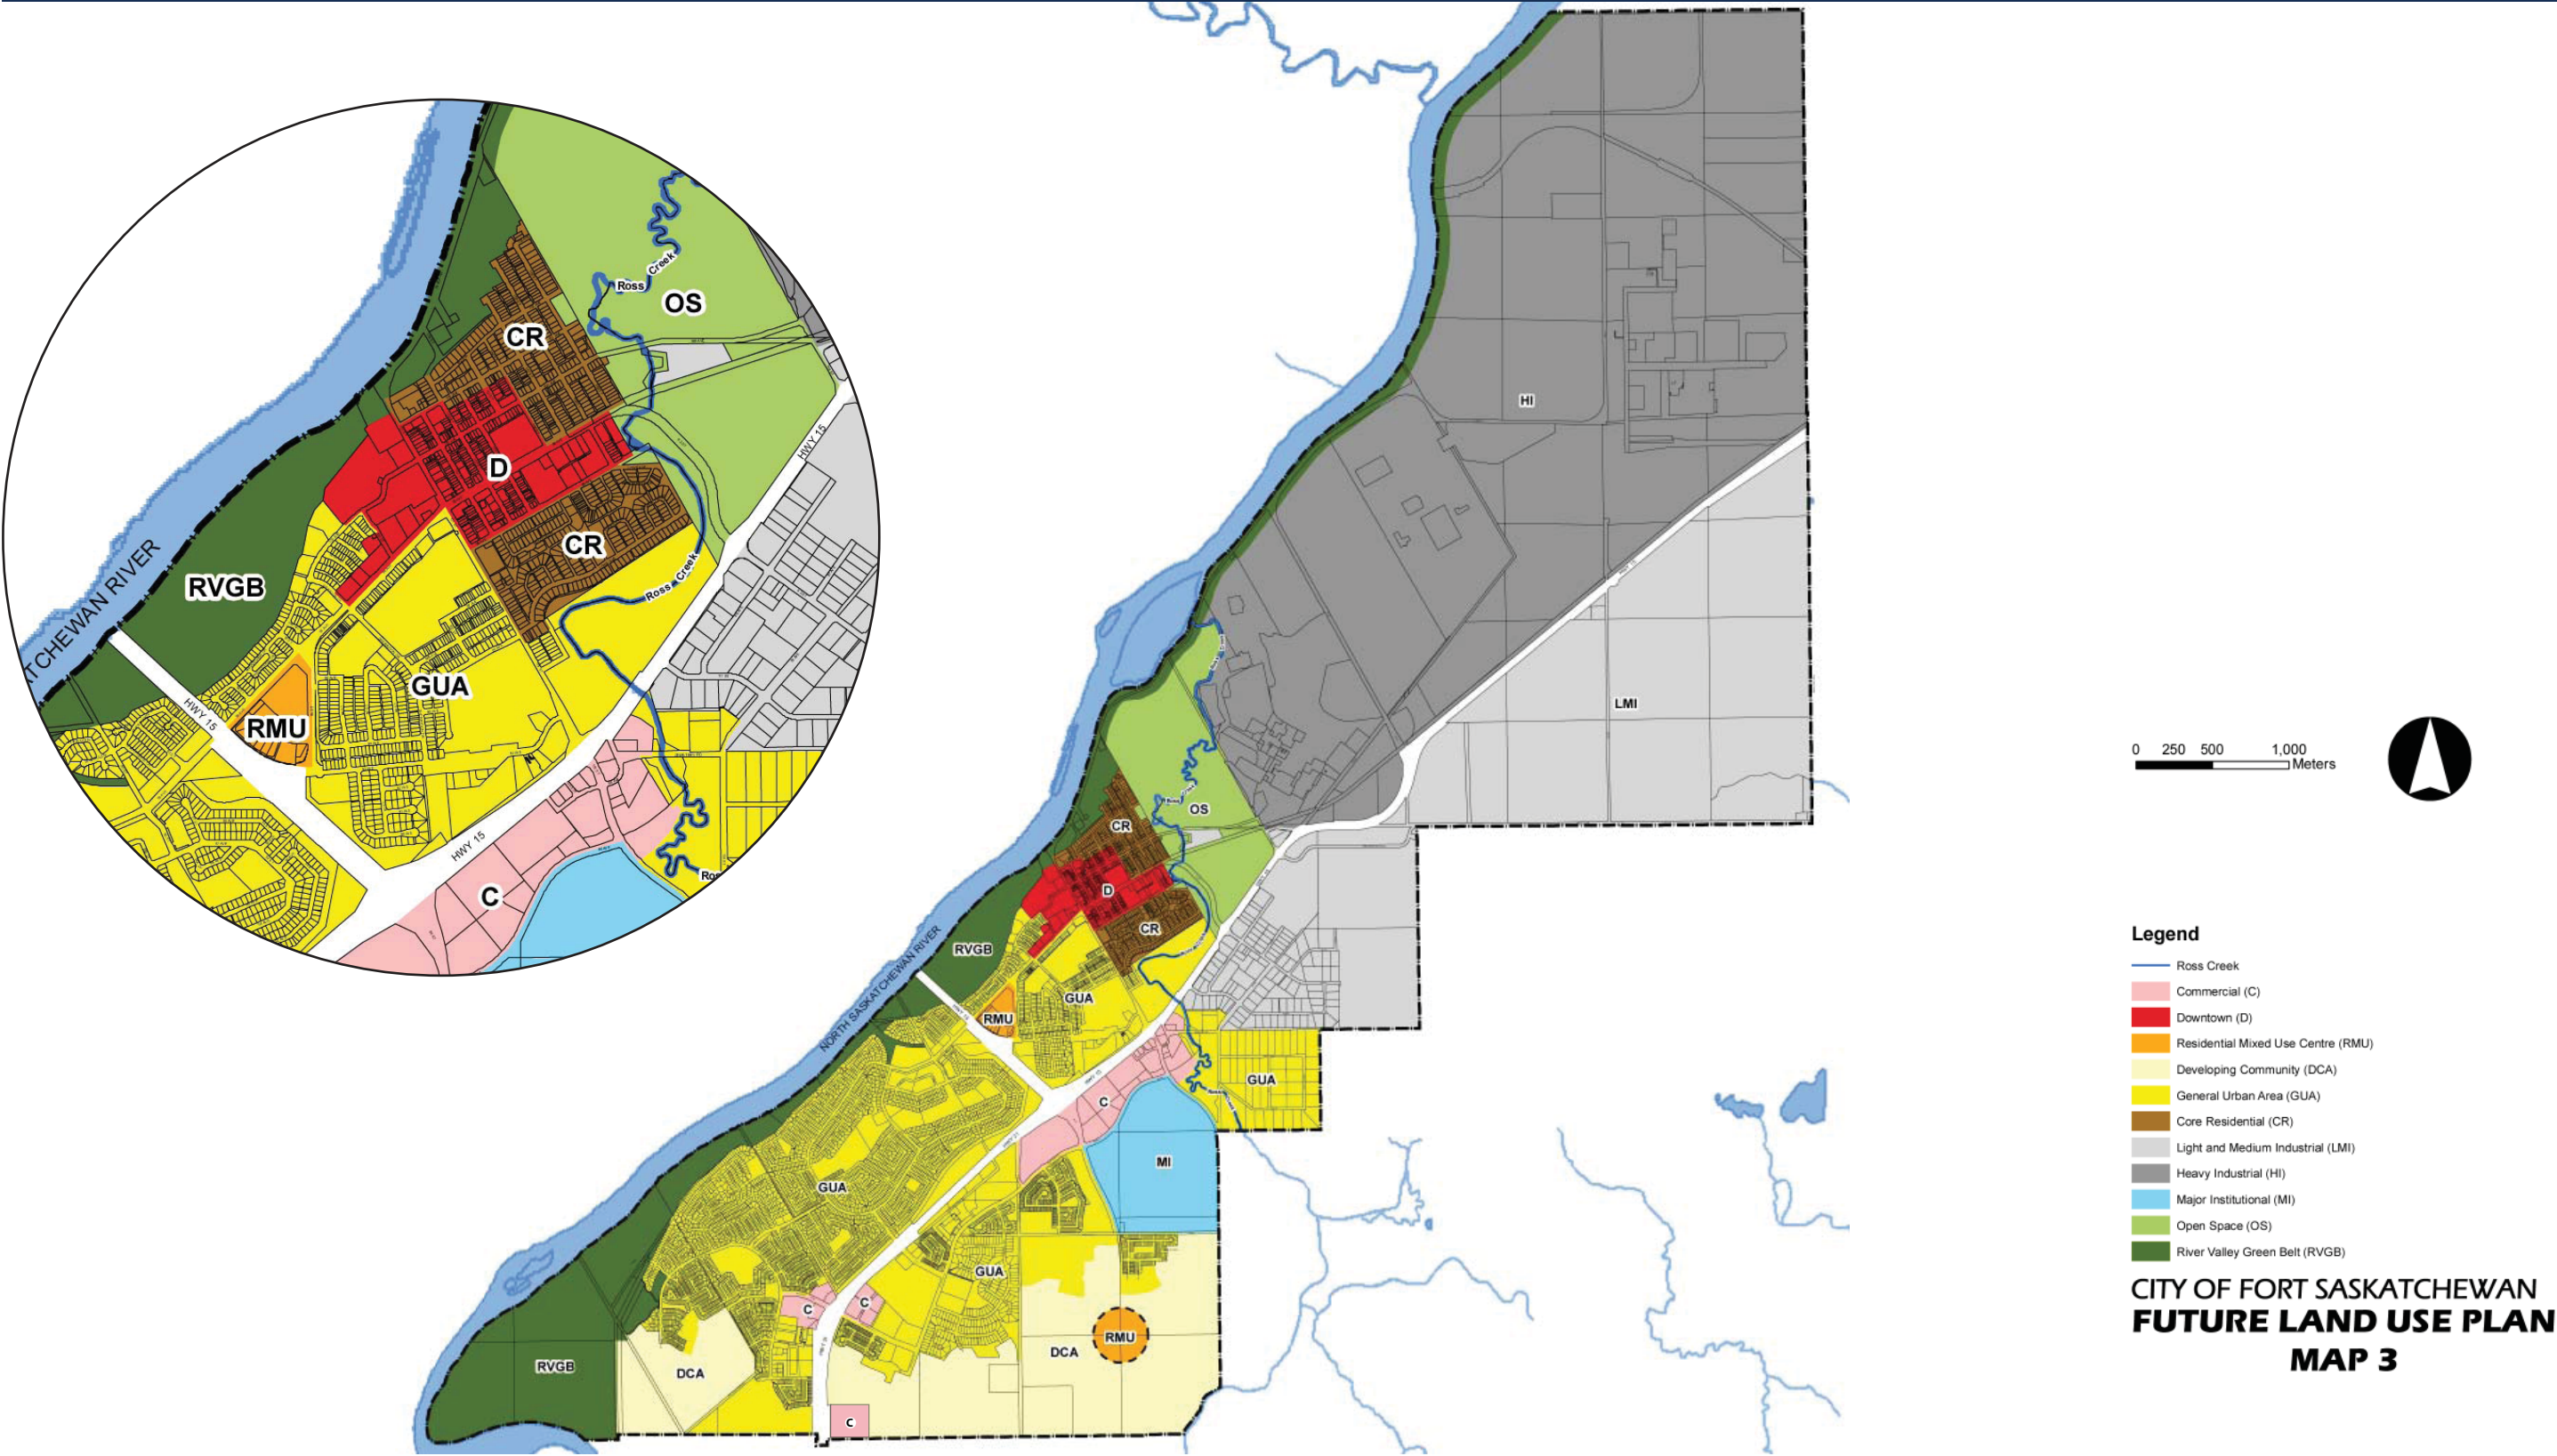 OS
Ross
Creek
CR
HWY 15
D
CR
Ross Creek
RVGB
TCHEWAN RIVER
GUA
HWY 15
RMU
HWY 15
C
Ros
HI
LMI
OS
CR
D
CR
RVGB
NORTH SASKATCHEWAN RIVER
GUA
RMU
GUA
C
MI
HWY 21
GUA
GUA
C
C
RMU
DCA
RVGB
DCA
C
0 250 500 1,000
Meters
Legend
Ross Creek
Commercial (C)
Downtown (D)
Residential Mixed Use Centre (RMU)
Developing Community (DCA)
General Urban Area (GUA)
Core Residential (CR)
Light and Medium Industrial (LMI)
Heavy Industrial (HI)
Major Institutional (MI)
Open Space (OS)
River Valley Green Belt (RVGB)
CITY OF FORT SASKATCHEWAN
FUTURE LAND USE PLAN
MAP 3